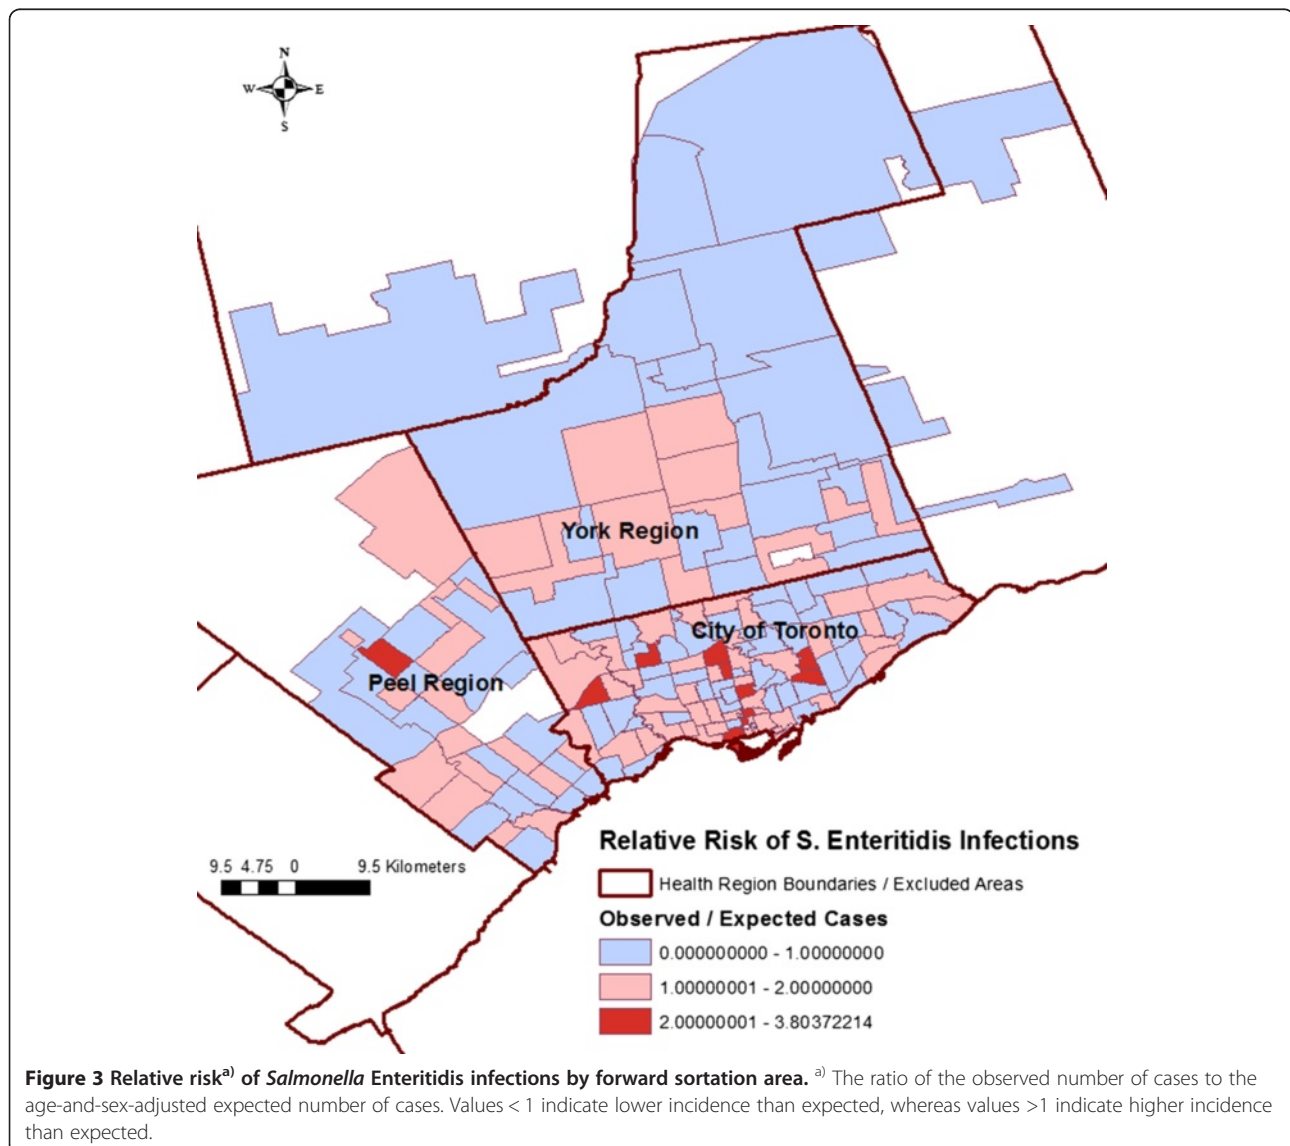 N
W E
S
York Region
City of Toronto
Peel Region
Relative Risk of S. Enteritidis Infections
9.5 4.75 0 9.5 Kilometers
Health Region Boundaries / Excluded Areas
Observed / Expected Cases
0.000000000 - 1.00000000
1.00000001 - 2.00000000
2.00000001 - 3.80372214
Figure 3 Relative risk^a) of Salmonella Enteritidis infections by forward sortation area. ^a) The ratio of the observed number of cases to the
age-and-sex-adjusted expected number of cases. Values < 1 indicate lower incidence than expected, whereas values >1 indicate higher incidence
than expected.